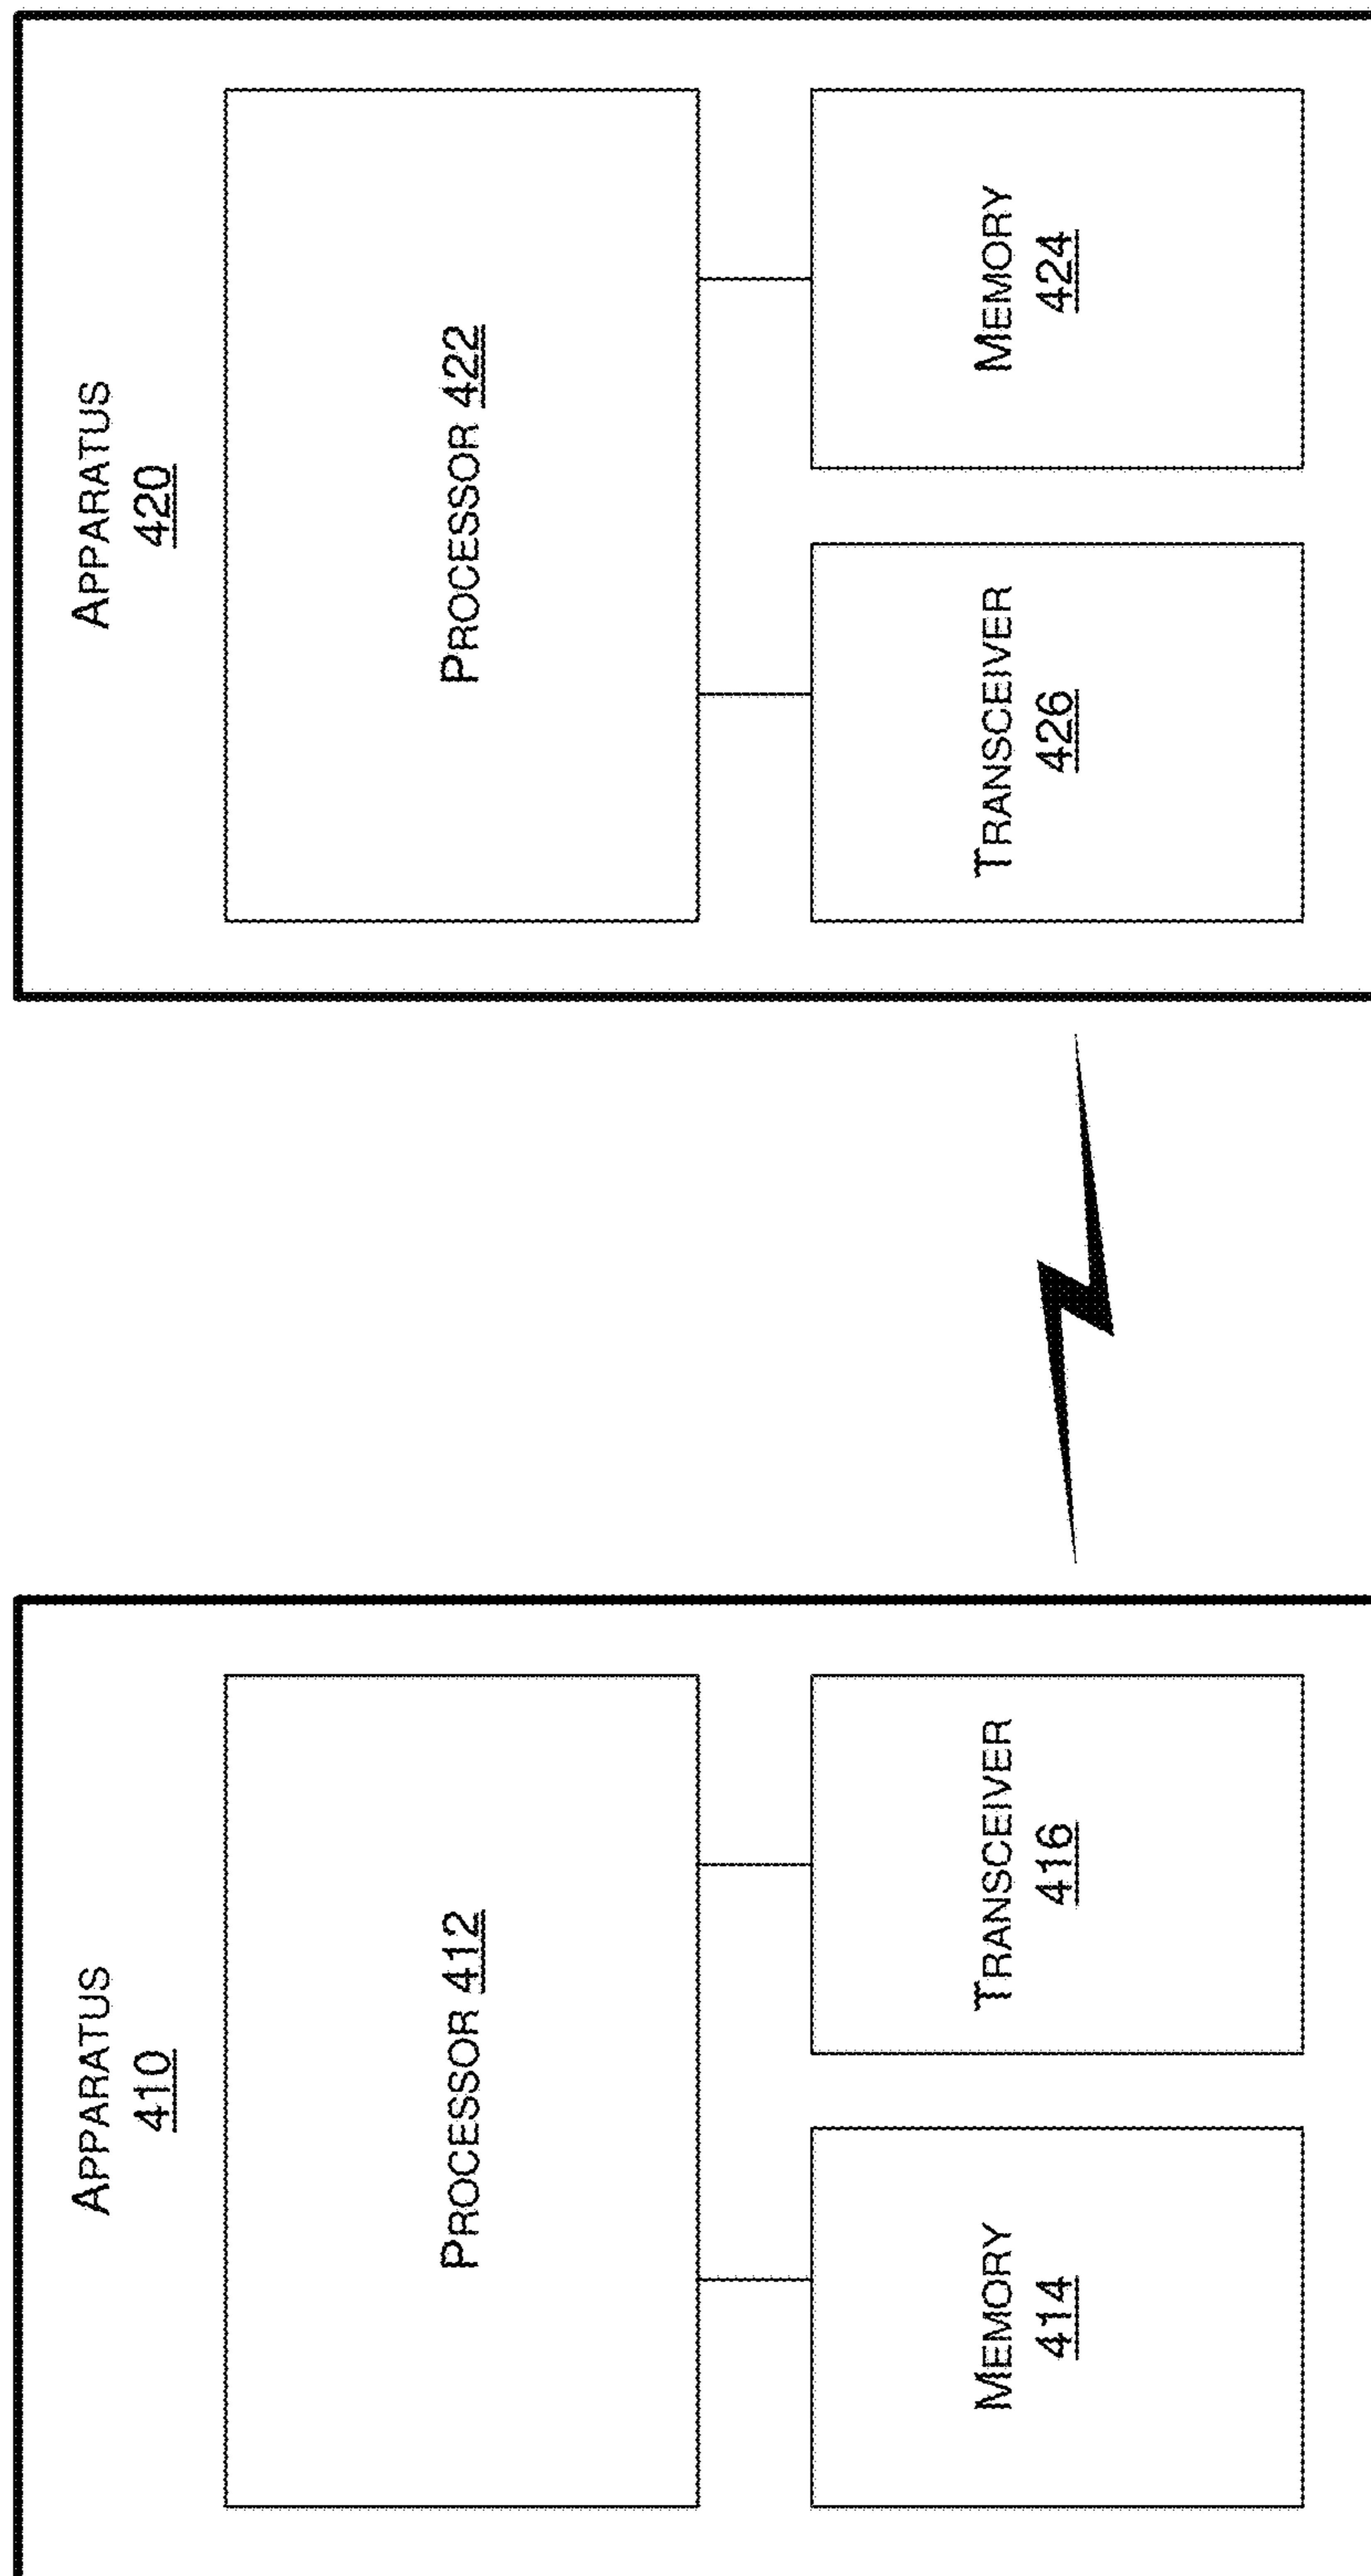 APPARATUS
410
PROCESSOR 412
MEMORY
414
TRANSCEIVER
416
APPARATUS
420
PROCESSOR 422
TRANSCEIVER
426
MEMORY
424